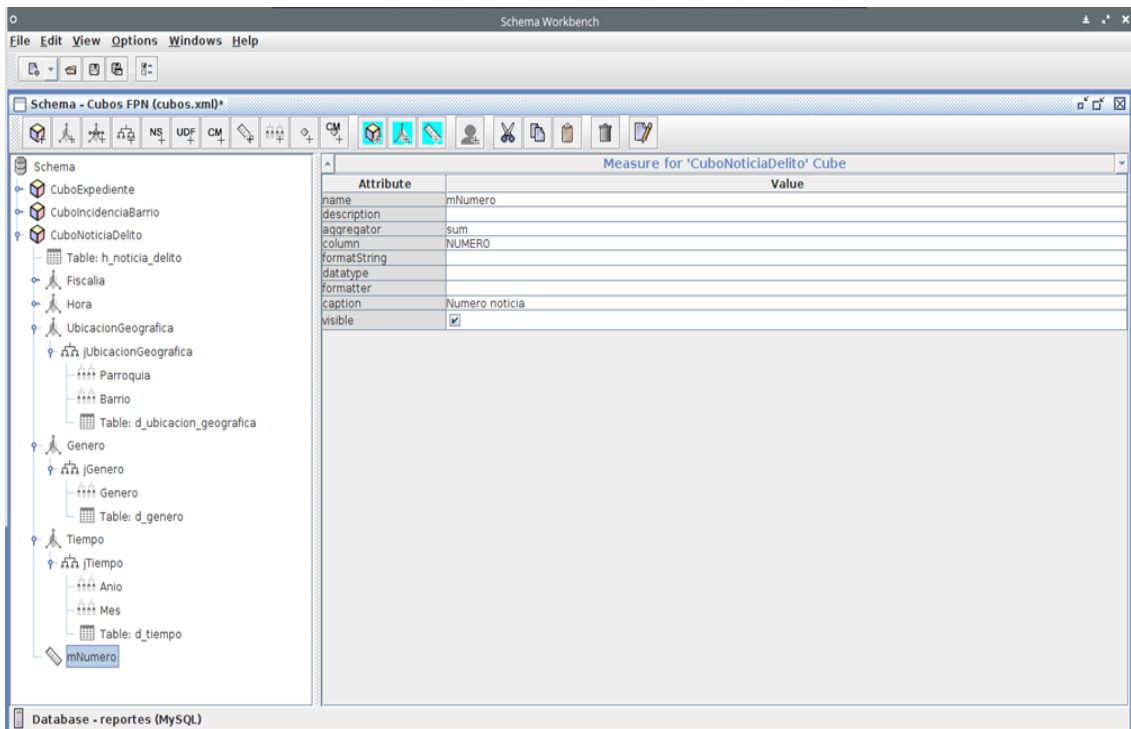 Schema Workbench
File Edit View Options Windows Help
Schema - Cubos FPN (cubos.xml)*
NS UDF CM CM
Schema
CuboExpediente
CuboIncidenciaBarrio
CuboNoticiaDelito
Table: h_noticia_delito
Fiscalia
Hora
UbicacionGeografica
jUbicacionGeografica
Parroquia
Barrio
Table: d_ubicacion_geografica
Genero
jGenero
Genero
Table: d_genero
Tiempo
jTiempo
Anio
Mes
Table: d_tiempo
mNumero
Measure for 'CuboNoticiaDelito' Cube
Attribute Value
name mNumero
description
aggregator sum
column NUMERO
formatString
datatype
formatter
caption Numero noticia
visible
Database - reportes (MySQL)